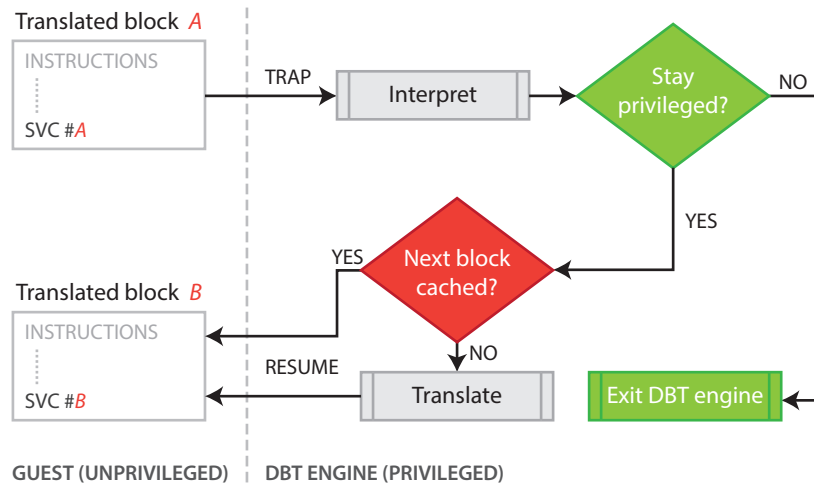 Translated block A
INSTRUCTIONS
SVC #A
TRAP
Interpret
Stay
privileged?
NO
YES
Next block
cached?
YES
NO
Translated block B
INSTRUCTIONS
SVC #B
RESUME
Translate
Exit DBT engine
GUEST (UNPRIVILEGED)
DBT ENGINE (PRIVILEGED)